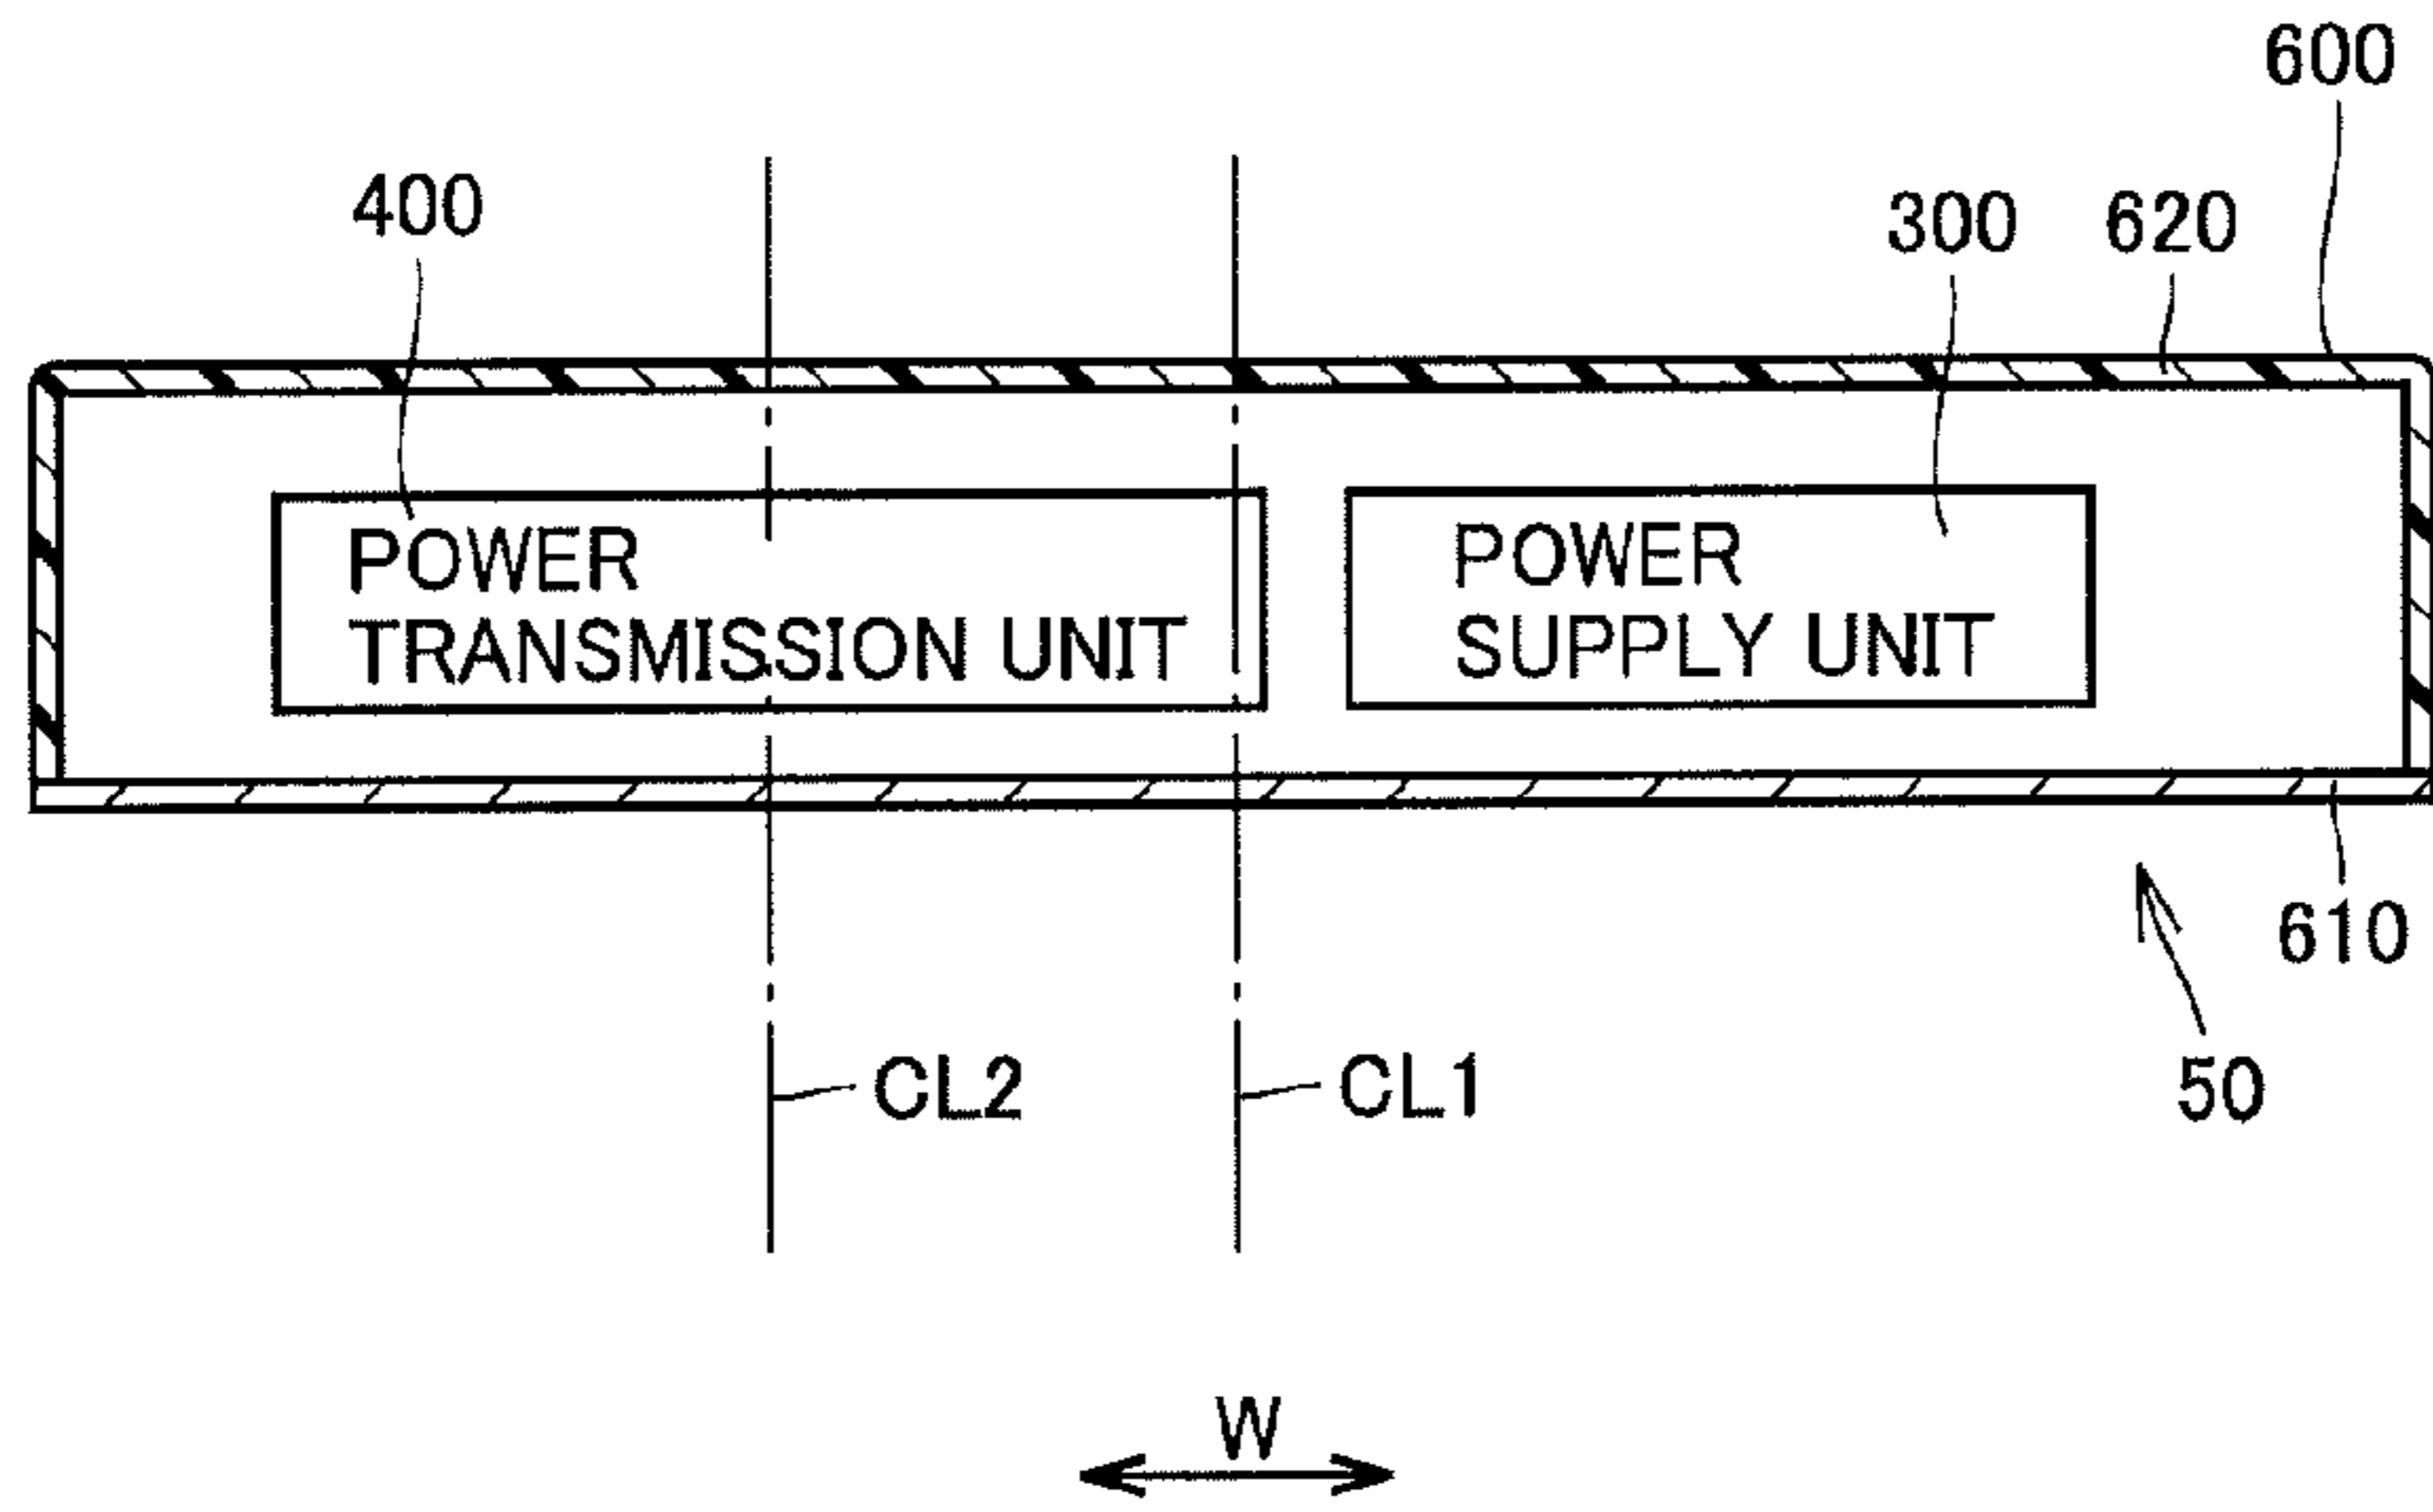 600
400
300
620
POWER
TRANSMISSION UNIT
POWER
SUPPLY UNIT
610
CL2
CL1
50
W